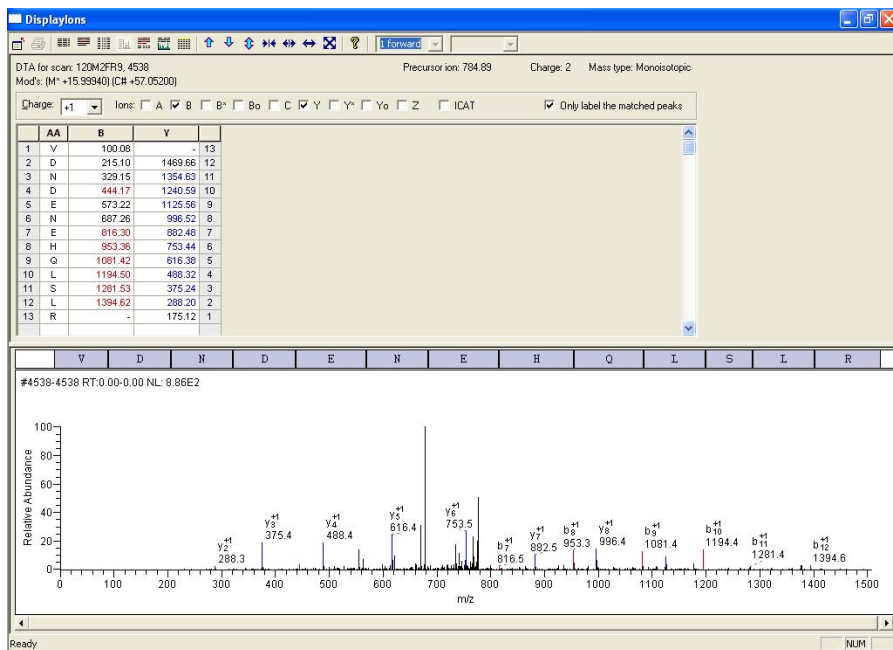 DisplayIons
1 forward
DTA for scan: 120M2FR9, 4538 Precursor ion: 784.89 Charge: 2 Mass type: Monoisotopic
Mod's: (M* +15.99940) (C# +57.05200)
Charge: +1 Ions: A B B* Bo C Y Y* Yo Z ICAT Only label the matched peaks
AA B Y
1 V 100.08 - 13
2 D 215.10 1469.66 12
3 N 329.15 1354.63 11
4 D 444.17 1240.59 10
5 E 573.22 1125.56 9
6 N 687.26 996.52 8
7 E 816.30 882.48 7
8 H 953.36 753.44 6
9 Q 1081.42 616.38 5
10 L 1194.50 488.32 4
11 S 1281.53 375.24 3
12 L 1394.62 288.20 2
13 R - 175.12 1
V D N D E N E H Q L S L R
#4538-4538 RT:0.00-0.00 NL: 8.86E2
Relative Abundance
100
80
60
40
20
0
y2 +1 288.3
y3 +1 375.4
y4 +1 488.4
y5 +1 616.4
y6 +1 753.5
b7 +1 816.5
y7 +1 882.5
b8 +1 953.3
y8 +1 996.4
b9 +1 1081.4
b10 +1 1194.4
b11 +1 1281.4
b12 +1 1394.6
0 100 200 300 400 500 600 700 800 900 1000 1100 1200 1300 1400 1500
m/z
Ready NUM